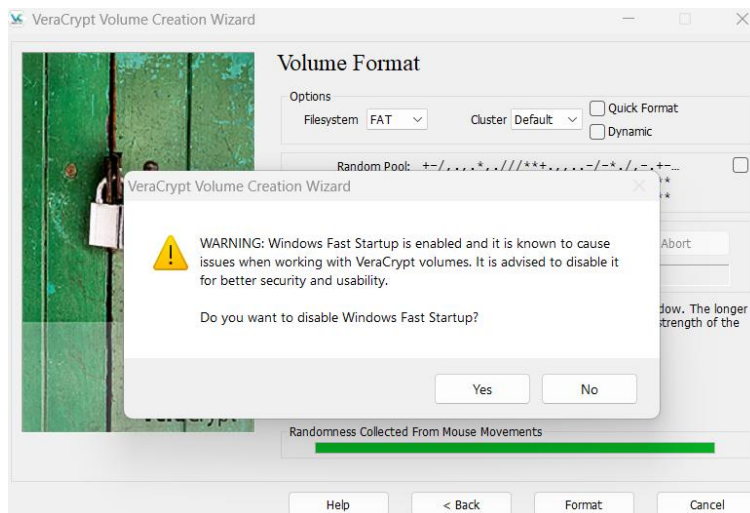 VeraCrypt Volume Creation Wizard
Volume Format
Options
Filesystem FAT Cluster Default Quick Format
Dynamic
Random Pool: +-/,.,.*,.///**+,,,.-/-*./,-.+-…
**
**
VeraCrypt Volume Creation Wizard
WARNING: Windows Fast Startup is enabled and it is known to cause
issues when working with VeraCrypt volumes. It is advised to disable it
for better security and usability.
Do you want to disable Windows Fast Startup?
Yes No
Abort
dow. The longer
strength of the
Randomness Collected From Mouse Movements
Help < Back Format Cancel